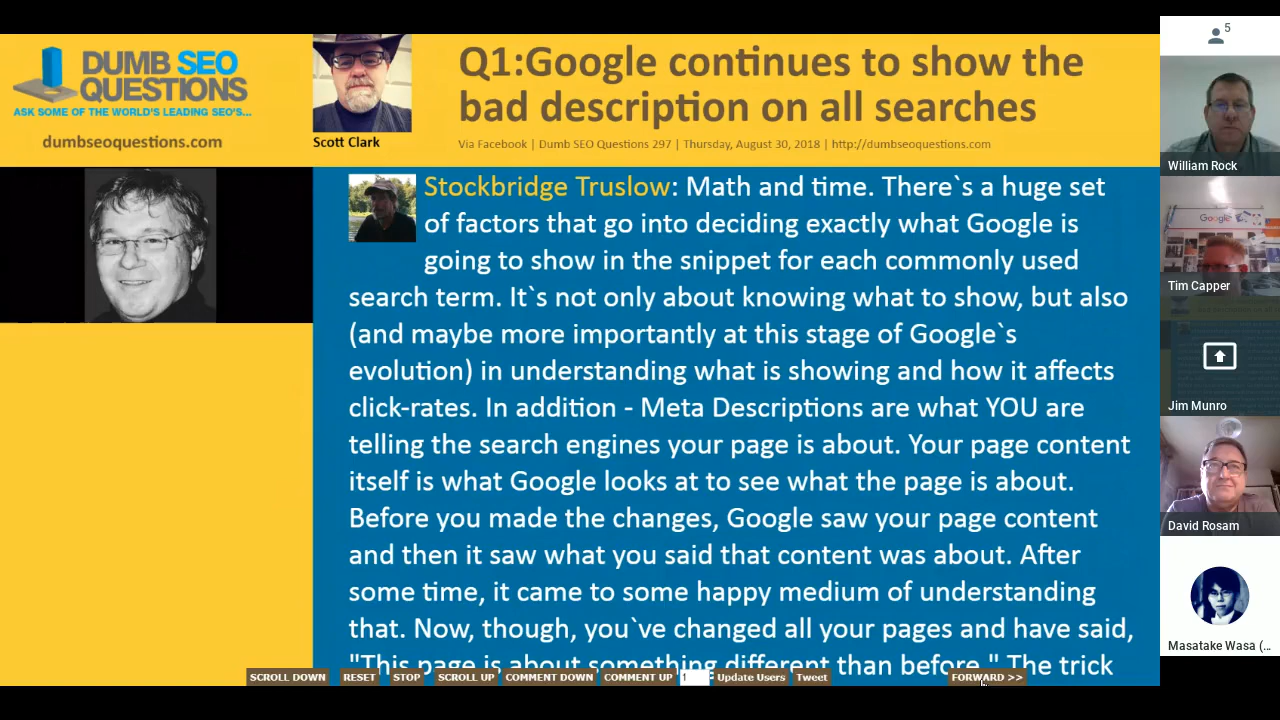 DUMB SEO
QUESTIONS
ASK SOME OF THE WORLD'S LEADING SEO'S...
dumbseoquestions.com
Scott Clark
Q1:Google continues to show the
bad description on all searches
Via Facebook | Dumb SEO Questions 297 | Thursday, August 30, 2018 | http://dumbseoquestions.com
Stockbridge Truslow: Math and time. There`s a huge set
of factors that go into deciding exactly what Google is
going to show in the snippet for each commonly used
search term. It`s not only about knowing what to show, but also
(and maybe more importantly at this stage of Google`s
evolution) in understanding what is showing and how it affects
click-rates. In addition - Meta Descriptions are what YOU are
telling the search engines your page is about. Your page content
itself is what Google looks at to see what the page is about.
Before you made the changes, Google saw your page content
and then it saw what you said that content was about. After
some time, it came to some happy medium of understanding
that. Now, though, you`ve changed all your pages and have said,
"This page is about something different than before." The trick
SCROLL DOWN RESET STOP SCROLL UP COMMENT DOWN COMMENT UP 1 Update Users Tweet FORWARD >>
5
William Rock
Google
Tim Capper
Jim Munro
David Rosam
Masatake Wasa (...